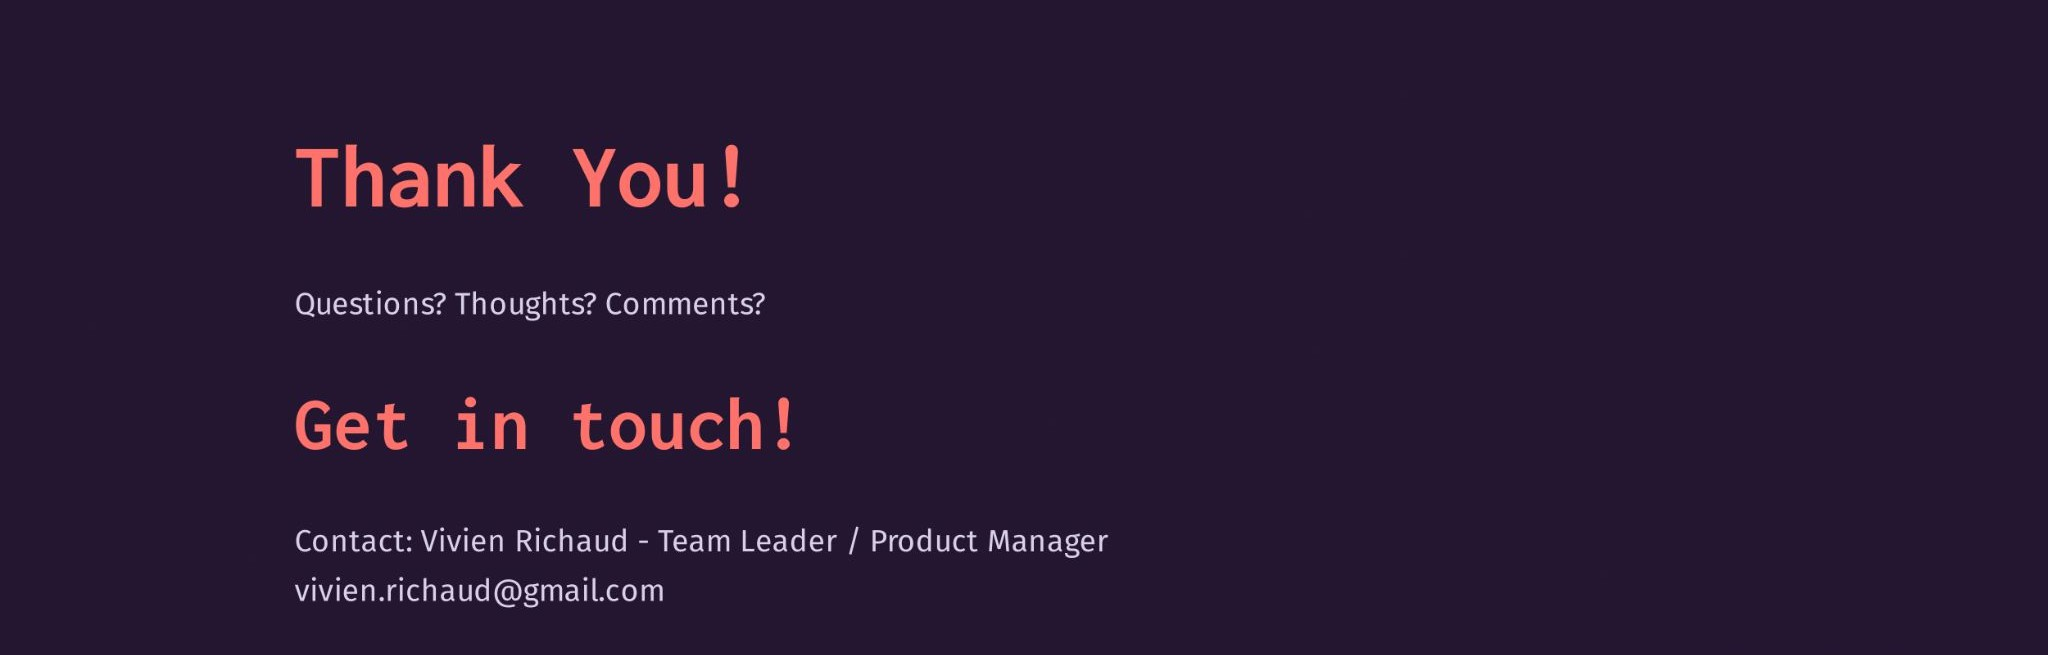 Thank You!
Questions? Thoughts? Comments?
Get in touch!
Contact: Vivien Richaud - Team Leader / Product Manager
vivien.richaud@gmail.com